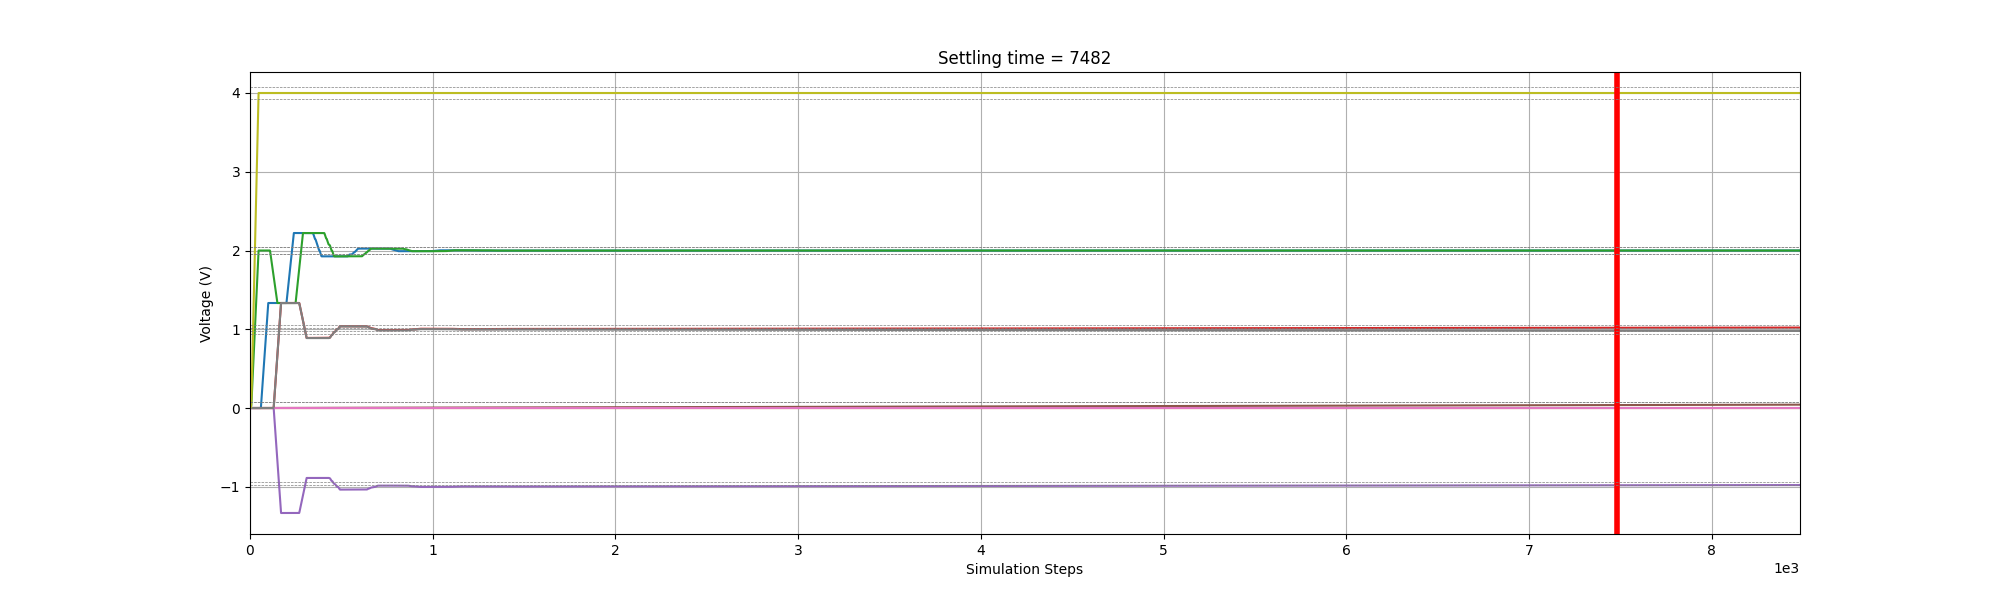 Settling time = 7482
4
3
2
1
0
−1
Voltage (V)
0 1 2 3 4 5 6 7 8
1e3
Simulation Steps